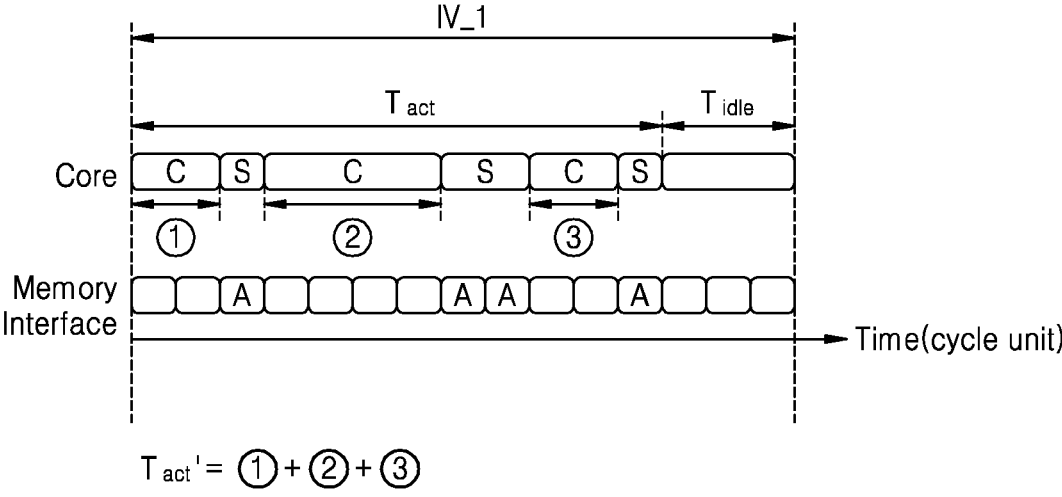 IV_1
T act T idle
Core C S C S C S
① ② ③
Memory Interface A A A A
Time(cycle unit)
T act' = ① + ② + ③